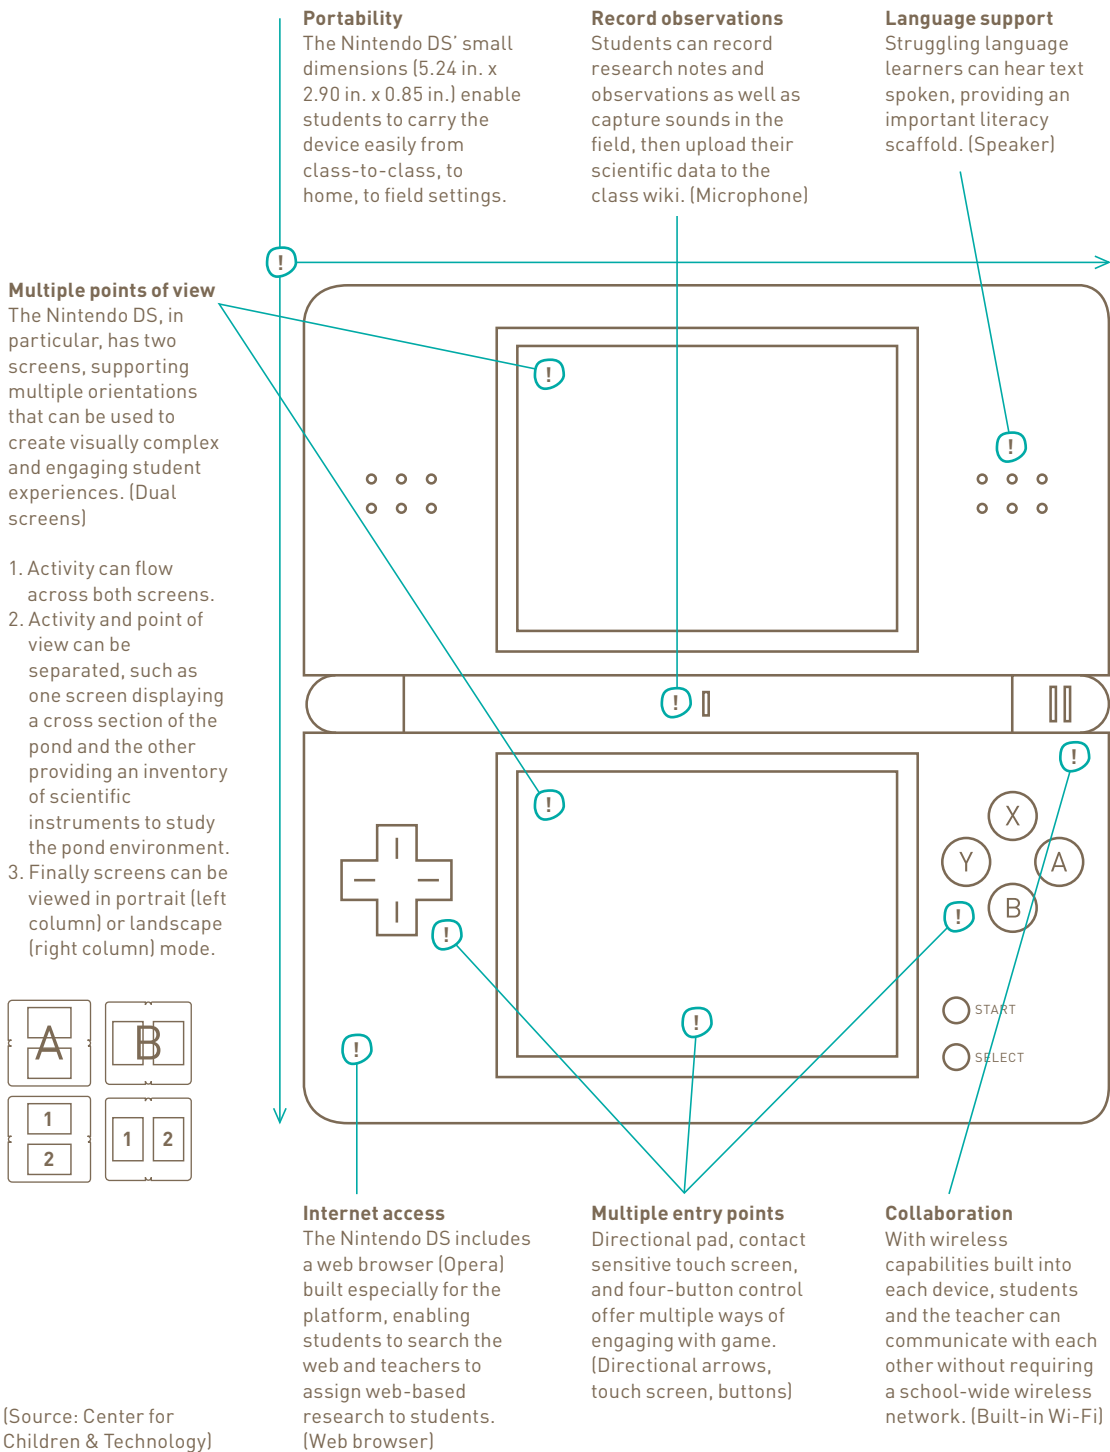 Portability
The Nintendo DS’ small
dimensions (5.24 in. x
2.90 in. x 0.85 in.) enable
students to carry the
device easily from
class-to-class, to
home, to field settings.
Record observations
Students can record
research notes and
observations as well as
capture sounds in the
field, then upload their
scientific data to the
class wiki. (Microphone)
Language support
Struggling language
learners can hear text
spoken, providing an
important literacy
scaffold. (Speaker)
!
Multiple points of view
The Nintendo DS, in
particular, has two
screens, supporting
multiple orientations
that can be used to
create visually complex
and engaging student
experiences. (Dual
screens)
1. Activity can flow
across both screens.
2. Activity and point of
view can be
separated, such as
one screen displaying
a cross section of the
pond and the other
providing an inventory
of scientific
instruments to study
the pond environment.
3. Finally screens can be
viewed in portrait (left
column) or landscape
(right column) mode.
!
!
!
!
!
X
Y
A
B
!
!
!
!
START
SELECT
A
B
1
2
1 2
Internet access
The Nintendo DS includes
a web browser (Opera)
built especially for the
platform, enabling
students to search the
web and teachers to
assign web-based
research to students.
(Web browser)
Multiple entry points
Directional pad, contact
sensitive touch screen,
and four-button control
offer multiple ways of
engaging with game.
(Directional arrows,
touch screen, buttons)
Collaboration
With wireless
capabilities built into
each device, students
and the teacher can
communicate with each
other without requiring
a school-wide wireless
network. (Built-in Wi-Fi)
(Source: Center for
Children & Technology)